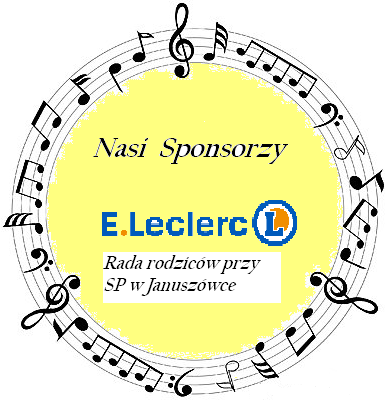 Nasi Sponsorzy
E.Leclerc L
Rada rodziców przy
SP w Januszówce